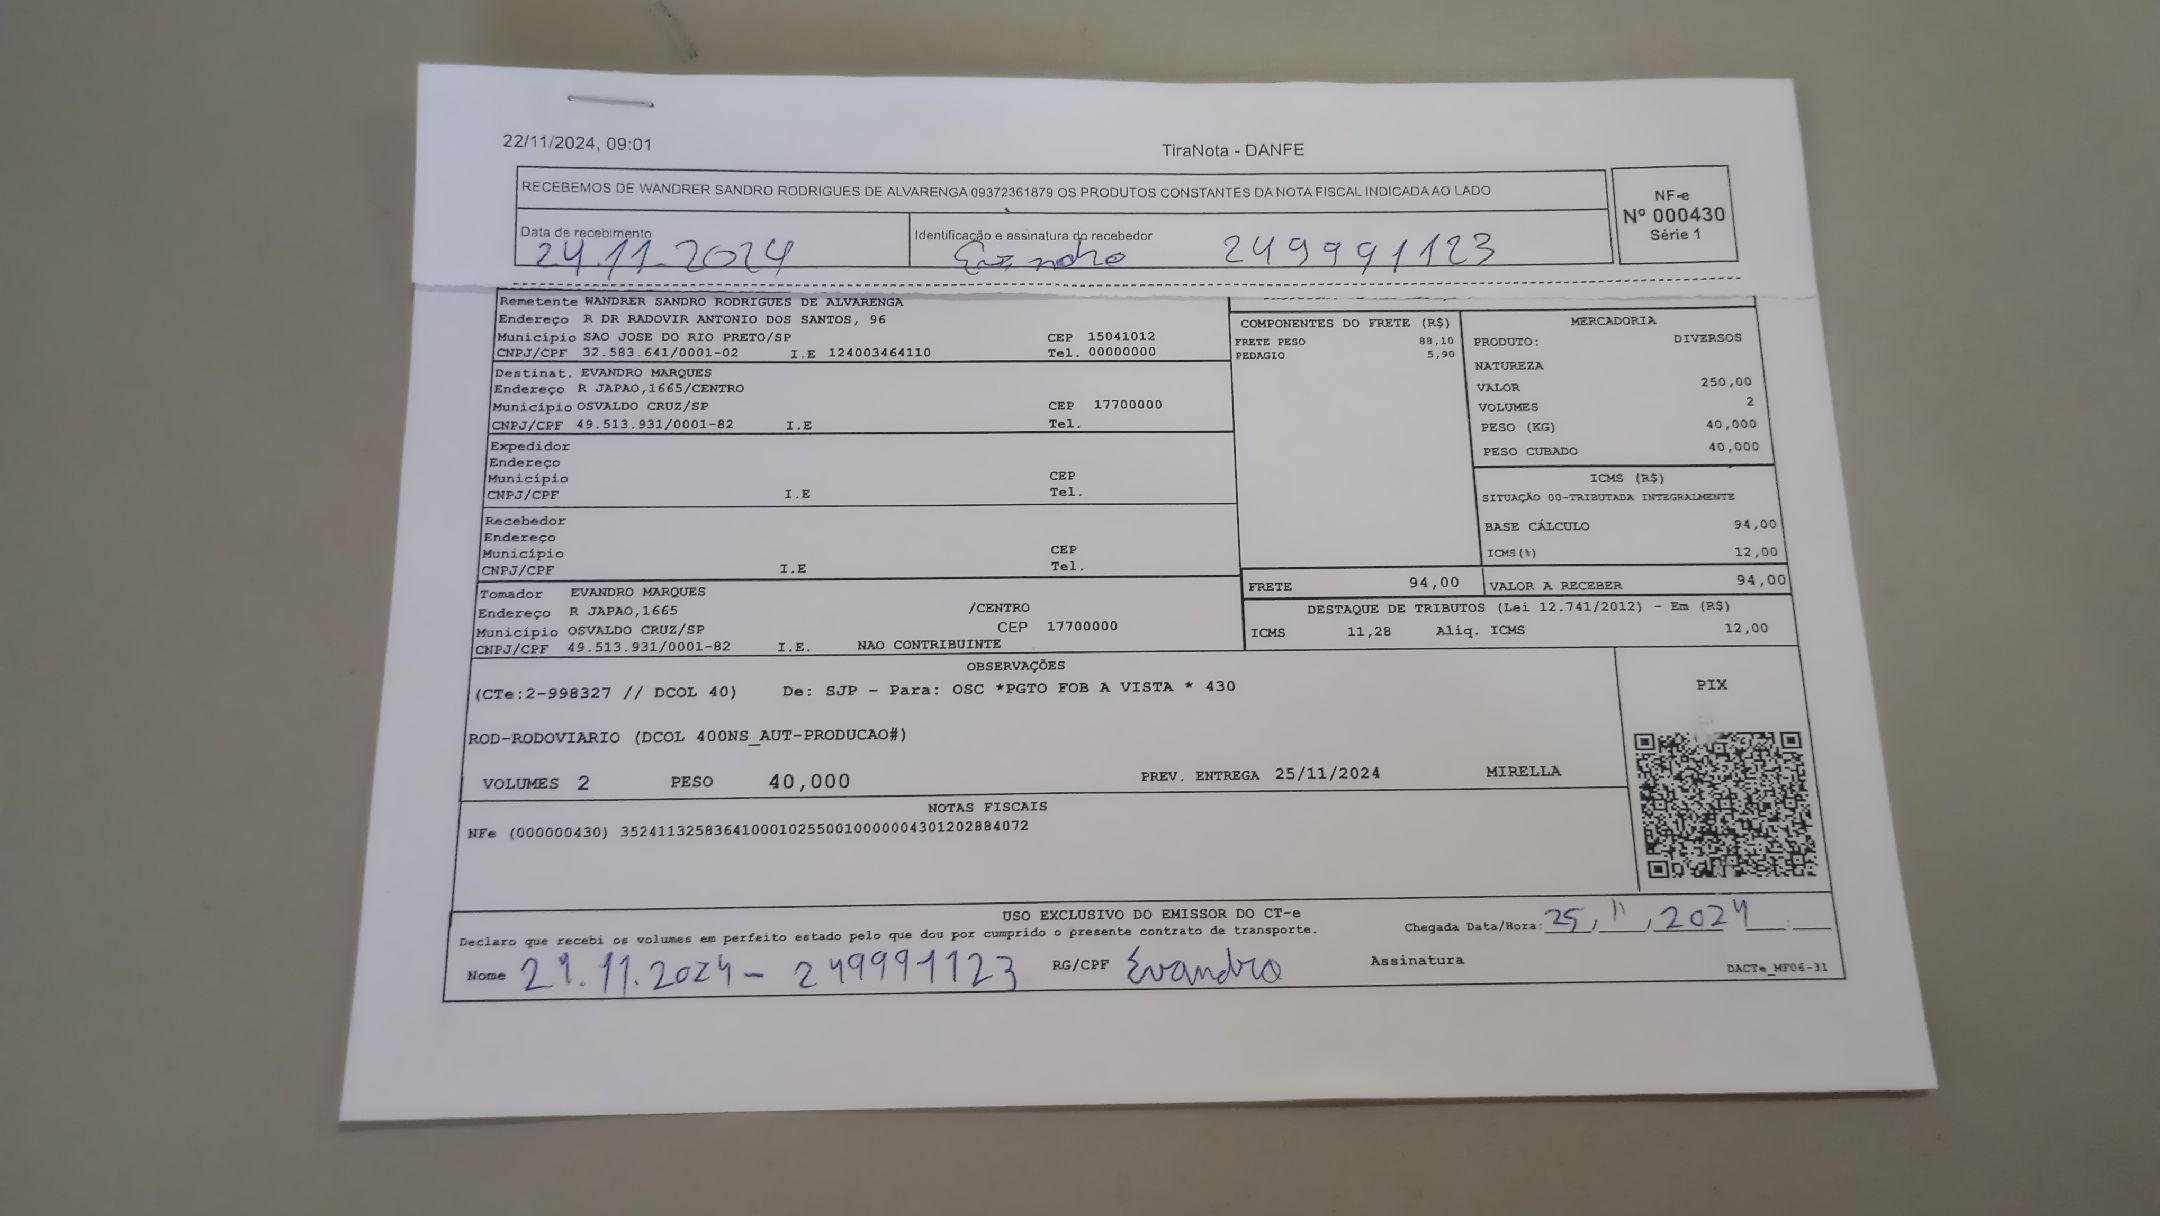 22/11/2024, 09:01 TiraNota - DANFE
RECEBEMOS DE WANDRER SANDRO RODRIGUES DE ALVARENGA 09372361879 OS PRODUTOS CONSTANTES DA NOTA FISCAL INDICADA AO LADO
NF-e
Nº 000430
Série 1
Data de recebimento
24.11.2024
Identificação e assinatura do recebedor
249991123
Remetente WANDRER SANDRO RODRIGUES DE ALVARENGA
Endereço R DR RADOVIR ANTONIO DOS SANTOS, 96
Município SAO JOSE DO RIO PRETO/SP CEP 15041012
CNPJ/CPF 32.583.641/0001-02 I.E 124003464110 Tel. 00000000
Destinat. EVANDRO MARQUES
Endereço R JAPAO,1665/CENTRO
Município OSVALDO CRUZ/SP CEP 17700000
CNPJ/CPF 49.513.931/0001-82 I.E Tel.
Expedidor
Endereço
Município CEP
CNPJ/CPF I.E Tel.
Recebedor
Endereço
Município CEP
CNPJ/CPF I.E Tel.
Tomador EVANDRO MARQUES
Endereço R JAPAO,1665 /CENTRO
Município OSVALDO CRUZ/SP CEP 17700000
CNPJ/CPF 49.513.931/0001-82 I.E. NAO CONTRIBUINTE
COMPONENTES DO FRETE (R$)
FRETE PESO 88,10
PEDAGIO 5,90
MERCADORIA
PRODUTO: DIVERSOS
NATUREZA
VALOR 250,00
VOLUMES 2
PESO (KG) 40,000
PESO CUBADO 40,000
ICMS (R$)
SITUAÇÃO 00-TRIBUTADA INTEGRALMENTE
BASE CÁLCULO 94,00
ICMS(%) 12,00
FRETE 94,00 VALOR A RECEBER 94,00
DESTAQUE DE TRIBUTOS (Lei 12.741/2012) - Em (R$)
ICMS 11,28 Aliq. ICMS 12,00
OBSERVAÇÕES
(CTe:2-998327 // DCOL 40) De: SJP - Para: OSC *PGTO FOB A VISTA * 430
PIX
ROD-RODOVIARIO (DCOL 400NS_AUT-PRODUCAO#)
VOLUMES 2 PESO 40,000 PREV. ENTREGA 25/11/2024 MIRELLA
NOTAS FISCAIS
NFe (000000430) 35241132583641000102550010000004301202884072
USO EXCLUSIVO DO EMISSOR DO CT-e
Chegada Data/Hora: 25/11/2024 :
Declaro que recebi os volumes em perfeito estado pelo que dou por cumprido o presente contrato de transporte.
Nome 21.11.2024 - 249991123 RG/CPF Evandro Assinatura
DACTe_MF06-31